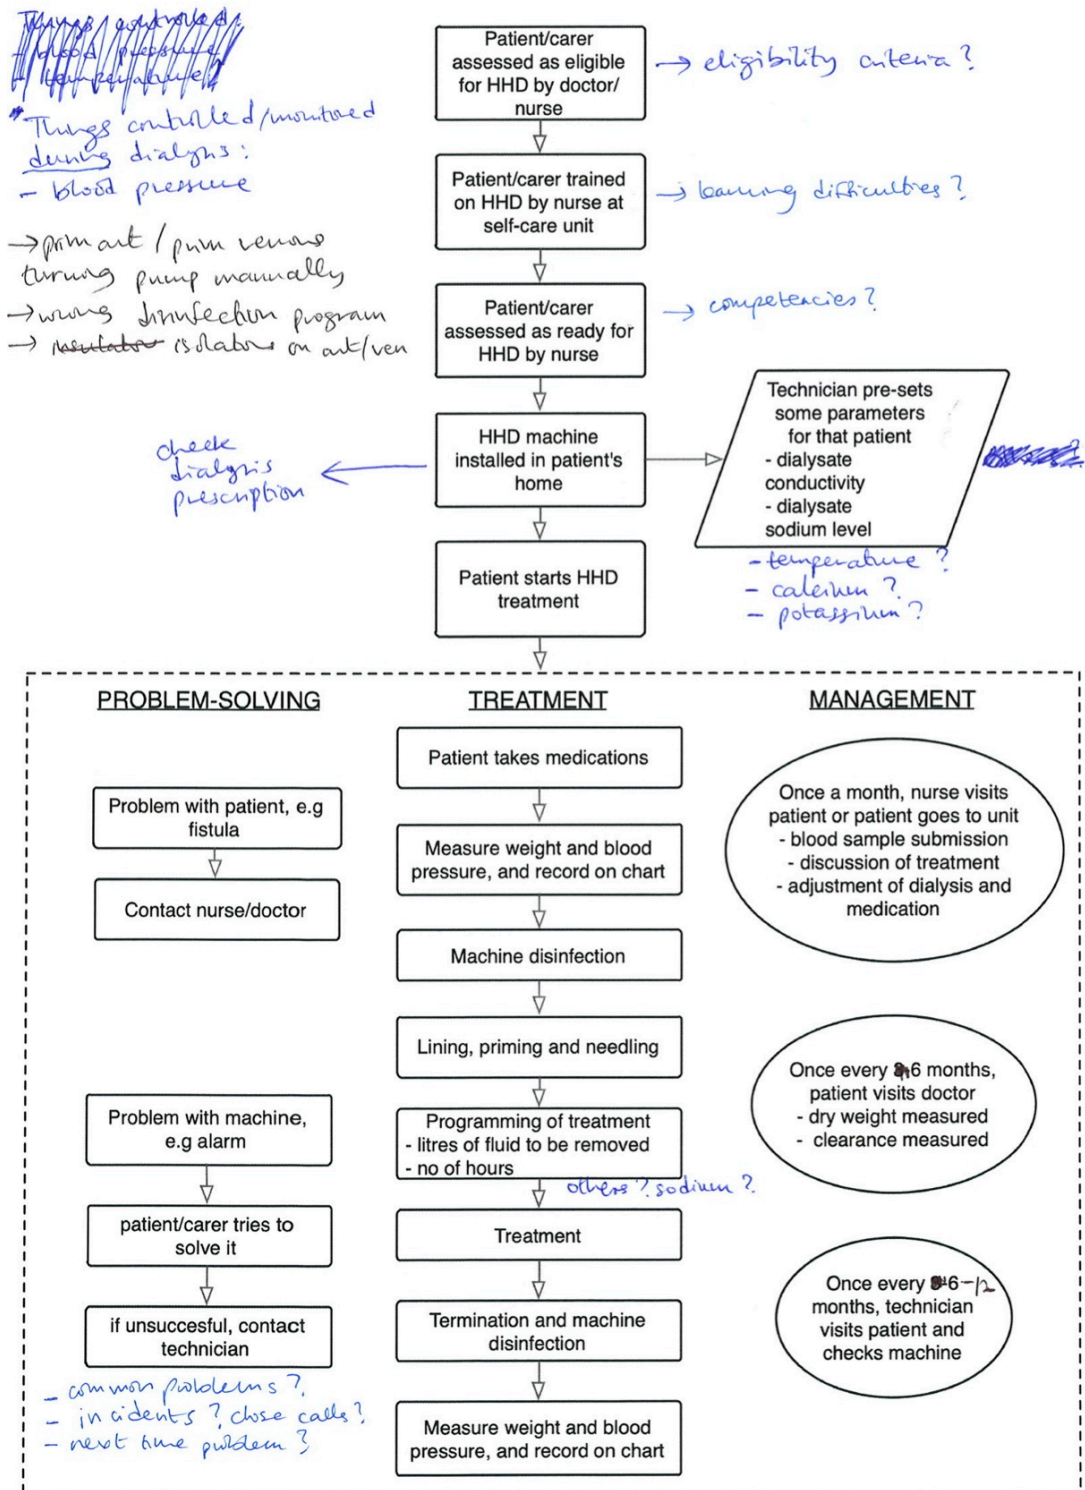 Things controlled:
- blood pressure
- temperature?
Things controlled/monitored
during dialysis:
- blood pressure
→ prim art / prim venous
turning pump manually
→ wrong disinfection program
→ isolators on art/ven
Patient/carer
assessed as eligible
for HHD by doctor/
nurse
→ eligibility criteria?
Patient/carer trained
on HHD by nurse at
self-care unit
→ learning difficulties?
Patient/carer
assessed as ready for
HHD by nurse
→ competencies?
HHD machine
installed in patient's
home
check
dialysis
prescription
Technician pre-sets
some parameters
for that patient
- dialysate
conductivity
- dialysate
sodium level
- temperature?
- calcium?
- potassium?
Patient starts HHD
treatment
PROBLEM-SOLVING
Problem with patient, e.g
fistula
Contact nurse/doctor
Problem with machine,
e.g alarm
patient/carer tries to
solve it
if unsuccesful, contact
technician
- common problems?
- incidents? close calls?
- next time problem?
TREATMENT
Patient takes medications
Measure weight and blood
pressure, and record on chart
Machine disinfection
Lining, priming and needling
Programming of treatment
- litres of fluid to be removed
- no of hours
others? sodium?
Treatment
Termination and machine
disinfection
Measure weight and blood
pressure, and record on chart
MANAGEMENT
Once a month, nurse visits
patient or patient goes to unit
- blood sample submission
- discussion of treatment
- adjustment of dialysis and
medication
Once every 6 months,
patient visits doctor
- dry weight measured
- clearance measured
Once every 6-12
months, technician
visits patient and
checks machine